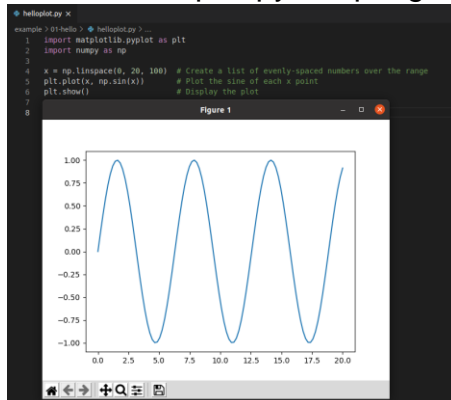 helloplot.py ×
example > 01-hello > helloplot.py > ...
1 import matplotlib.pyplot as plt
2 import numpy as np
3
4 x = np.linspace(0, 20, 100) # Create a list of evenly-spaced numbers over the range
5 plt.plot(x, np.sin(x)) # Plot the sine of each x point
6 plt.show() # Display the plot
7
8
Figure 1
1.00
0.75
0.50
0.25
0.00
−0.25
−0.50
−0.75
−1.00
0.0 2.5 5.0 7.5 10.0 12.5 15.0 17.5 20.0